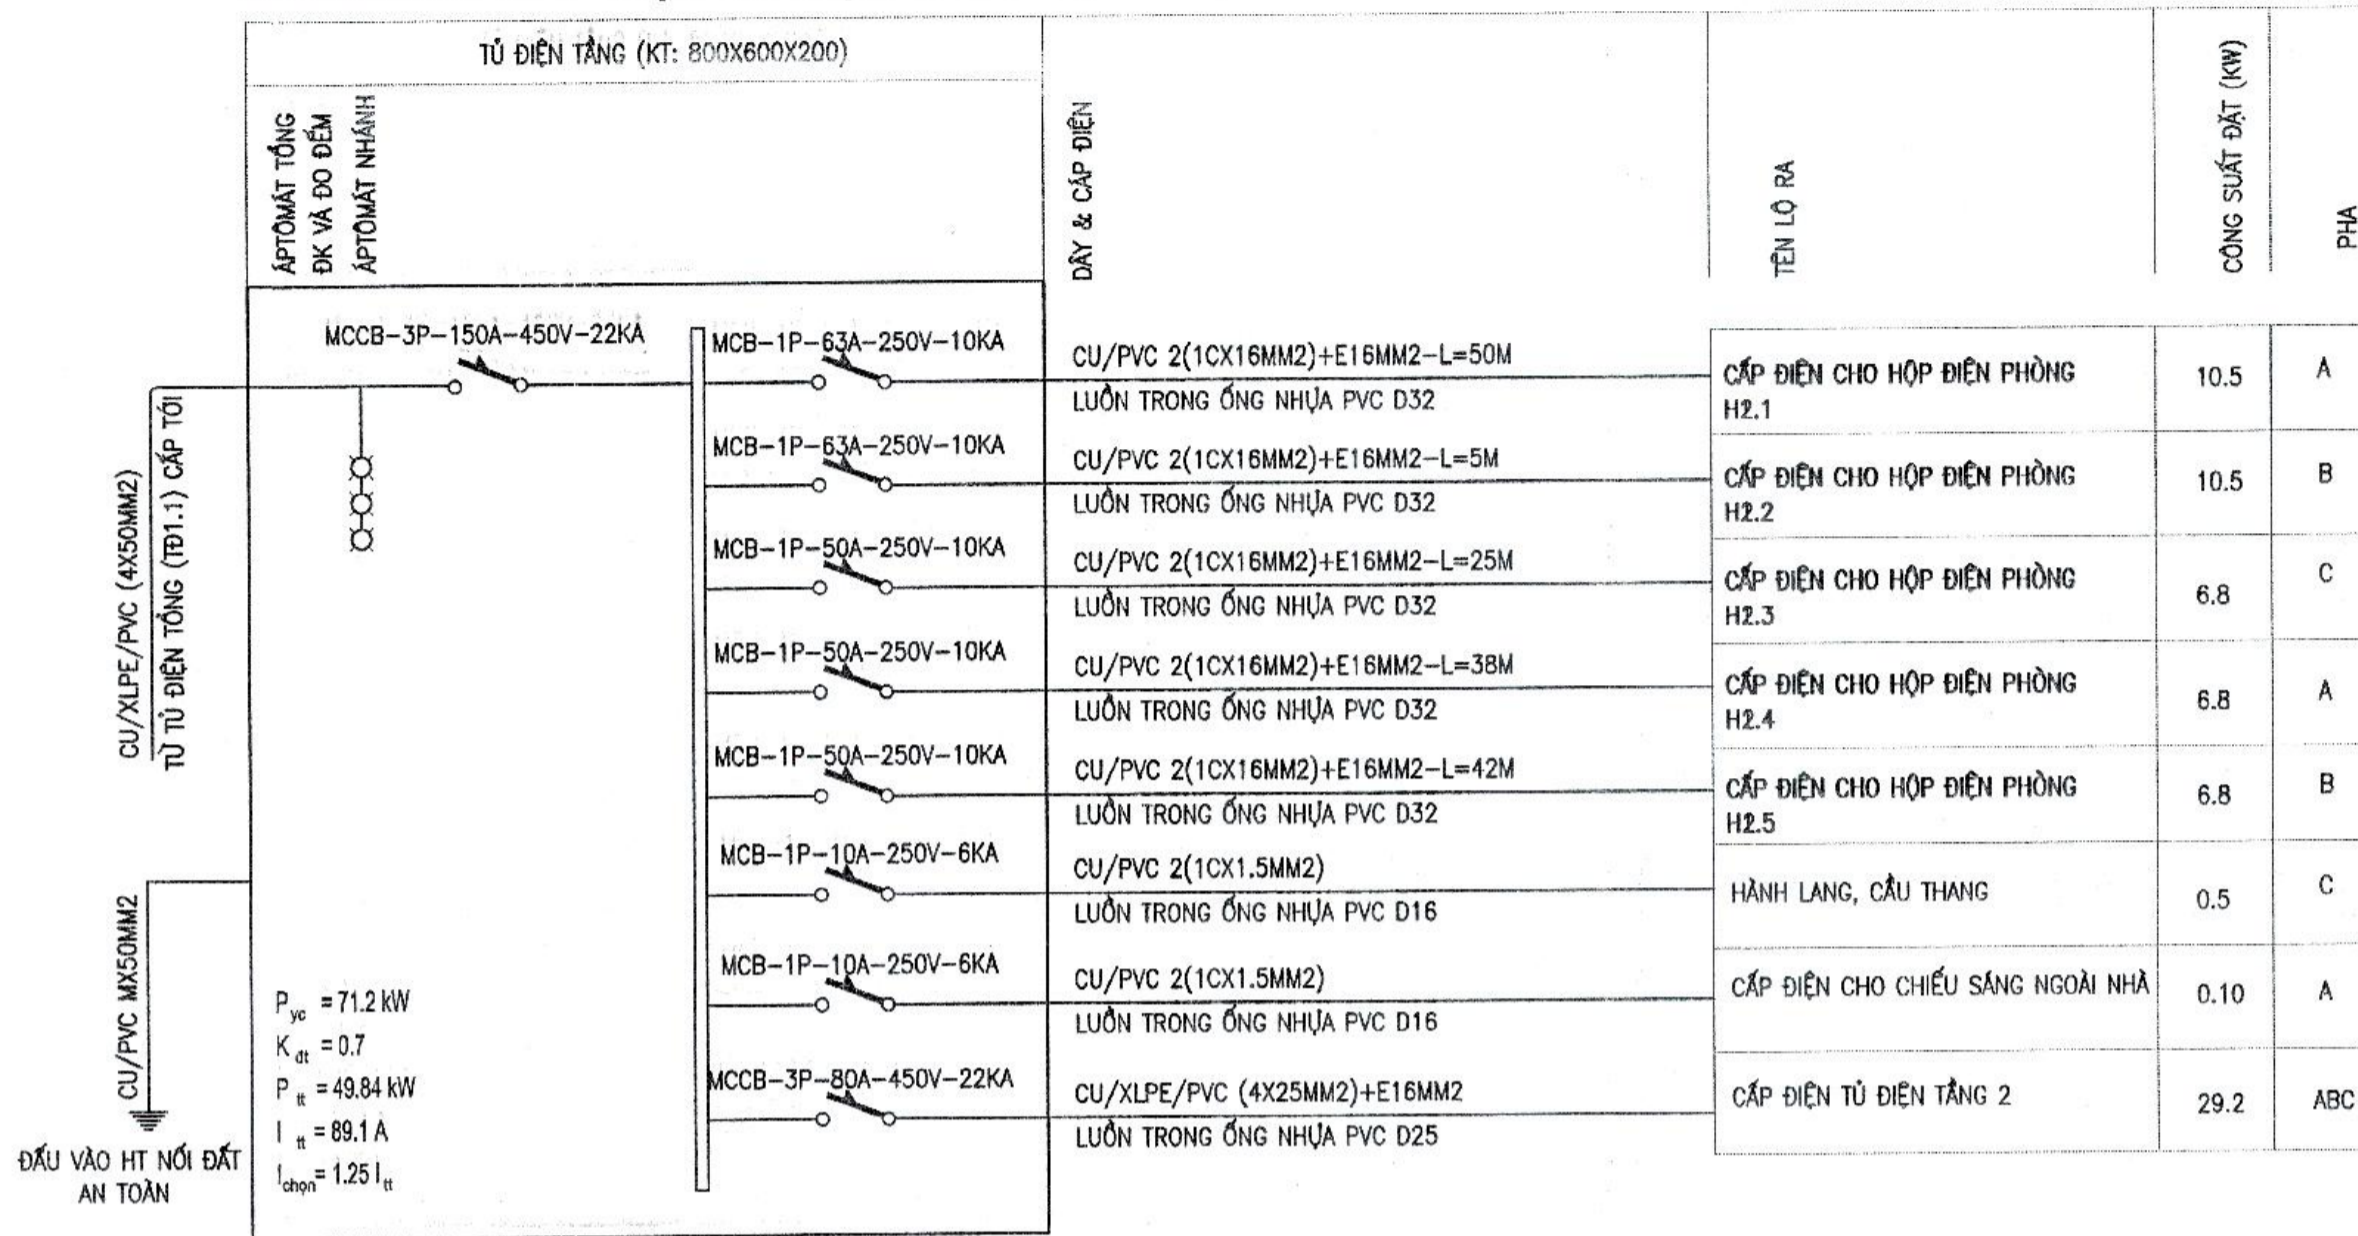 TỦ ĐIỆN TẦNG (KT: 800X600X200)
ÁPTÔMÁT TỔNG
ĐK VÀ ĐO ĐẾM
ÁPTÔMÁT NHÁNH
DÂY & CÁP ĐIỆN
TÊN LỘ RA
CÔNG SUẤT ĐẶT (KW)
PHA
CU/XLPE/PVC (4X50MM2)
TỪ TỦ ĐIỆN TỔNG (TĐ1.1) CẤP TỚI
MCCB-3P-150A-450V-22KA
MCB-1P-63A-250V-10KA
CU/PVC 2(1CX16MM2)+E16MM2-L=50M
LUỒN TRONG ỐNG NHỰA PVC D32
CẤP ĐIỆN CHO HỘP ĐIỆN PHÒNG
H2.1
10.5
A
MCB-1P-63A-250V-10KA
CU/PVC 2(1CX16MM2)+E16MM2-L=5M
LUỒN TRONG ỐNG NHỰA PVC D32
CẤP ĐIỆN CHO HỘP ĐIỆN PHÒNG
H2.2
10.5
B
MCB-1P-50A-250V-10KA
CU/PVC 2(1CX16MM2)+E16MM2-L=25M
LUỒN TRONG ỐNG NHỰA PVC D32
CẤP ĐIỆN CHO HỘP ĐIỆN PHÒNG
H2.3
6.8
C
MCB-1P-50A-250V-10KA
CU/PVC 2(1CX16MM2)+E16MM2-L=38M
LUỒN TRONG ỐNG NHỰA PVC D32
CẤP ĐIỆN CHO HỘP ĐIỆN PHÒNG
H2.4
6.8
A
MCB-1P-50A-250V-10KA
CU/PVC 2(1CX16MM2)+E16MM2-L=42M
LUỒN TRONG ỐNG NHỰA PVC D32
CẤP ĐIỆN CHO HỘP ĐIỆN PHÒNG
H2.5
6.8
B
MCB-1P-10A-250V-6KA
CU/PVC 2(1CX1.5MM2)
LUỒN TRONG ỐNG NHỰA PVC D16
HÀNH LANG, CẦU THANG
0.5
C
MCB-1P-10A-250V-6KA
CU/PVC 2(1CX1.5MM2)
LUỒN TRONG ỐNG NHỰA PVC D16
CẤP ĐIỆN CHO CHIẾU SÁNG NGOÀI NHÀ
0.10
A
MCCB-3P-80A-450V-22KA
CU/XLPE/PVC (4X25MM2)+E16MM2
LUỒN TRONG ỐNG NHỰA PVC D25
CẤP ĐIỆN TỦ ĐIỆN TẦNG 2
29.2
ABC
CU/PVC MX50MM2
ĐẤU VÀO HT NỐI ĐẤT
AN TOÀN
P yc = 71.2 kW
K đt = 0.7
P tt = 49.84 kW
I tt = 89.1 A
I chọn = 1.25 I tt